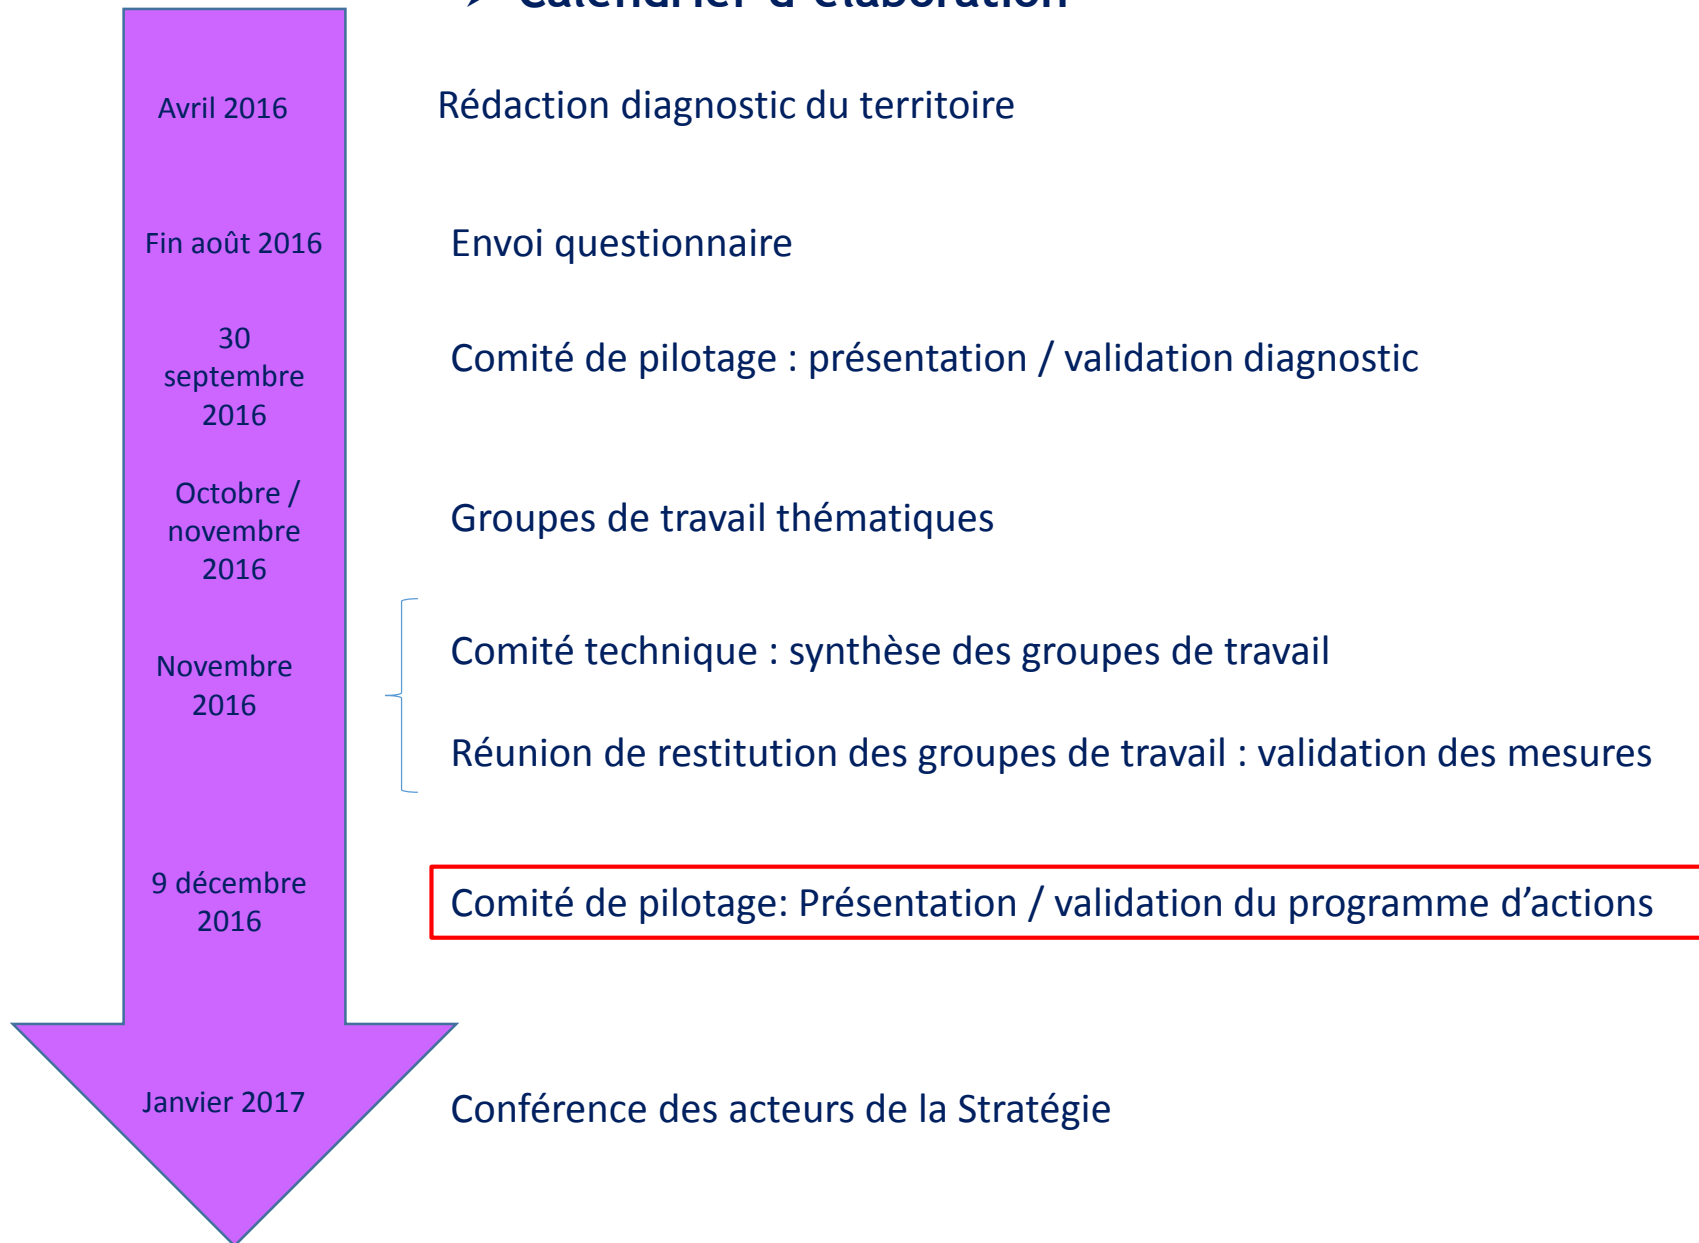 ➢ Calendrier d'élaboration
Avril 2016
Rédaction diagnostic du territoire
Fin août 2016
Envoi questionnaire
30
septembre
2016
Comité de pilotage : présentation / validation diagnostic
Octobre /
novembre
2016
Groupes de travail thématiques
Novembre
2016
Comité technique : synthèse des groupes de travail
Réunion de restitution des groupes de travail : validation des mesures
9 décembre
2016
Comité de pilotage: Présentation / validation du programme d’actions
Janvier 2017
Conférence des acteurs de la Stratégie